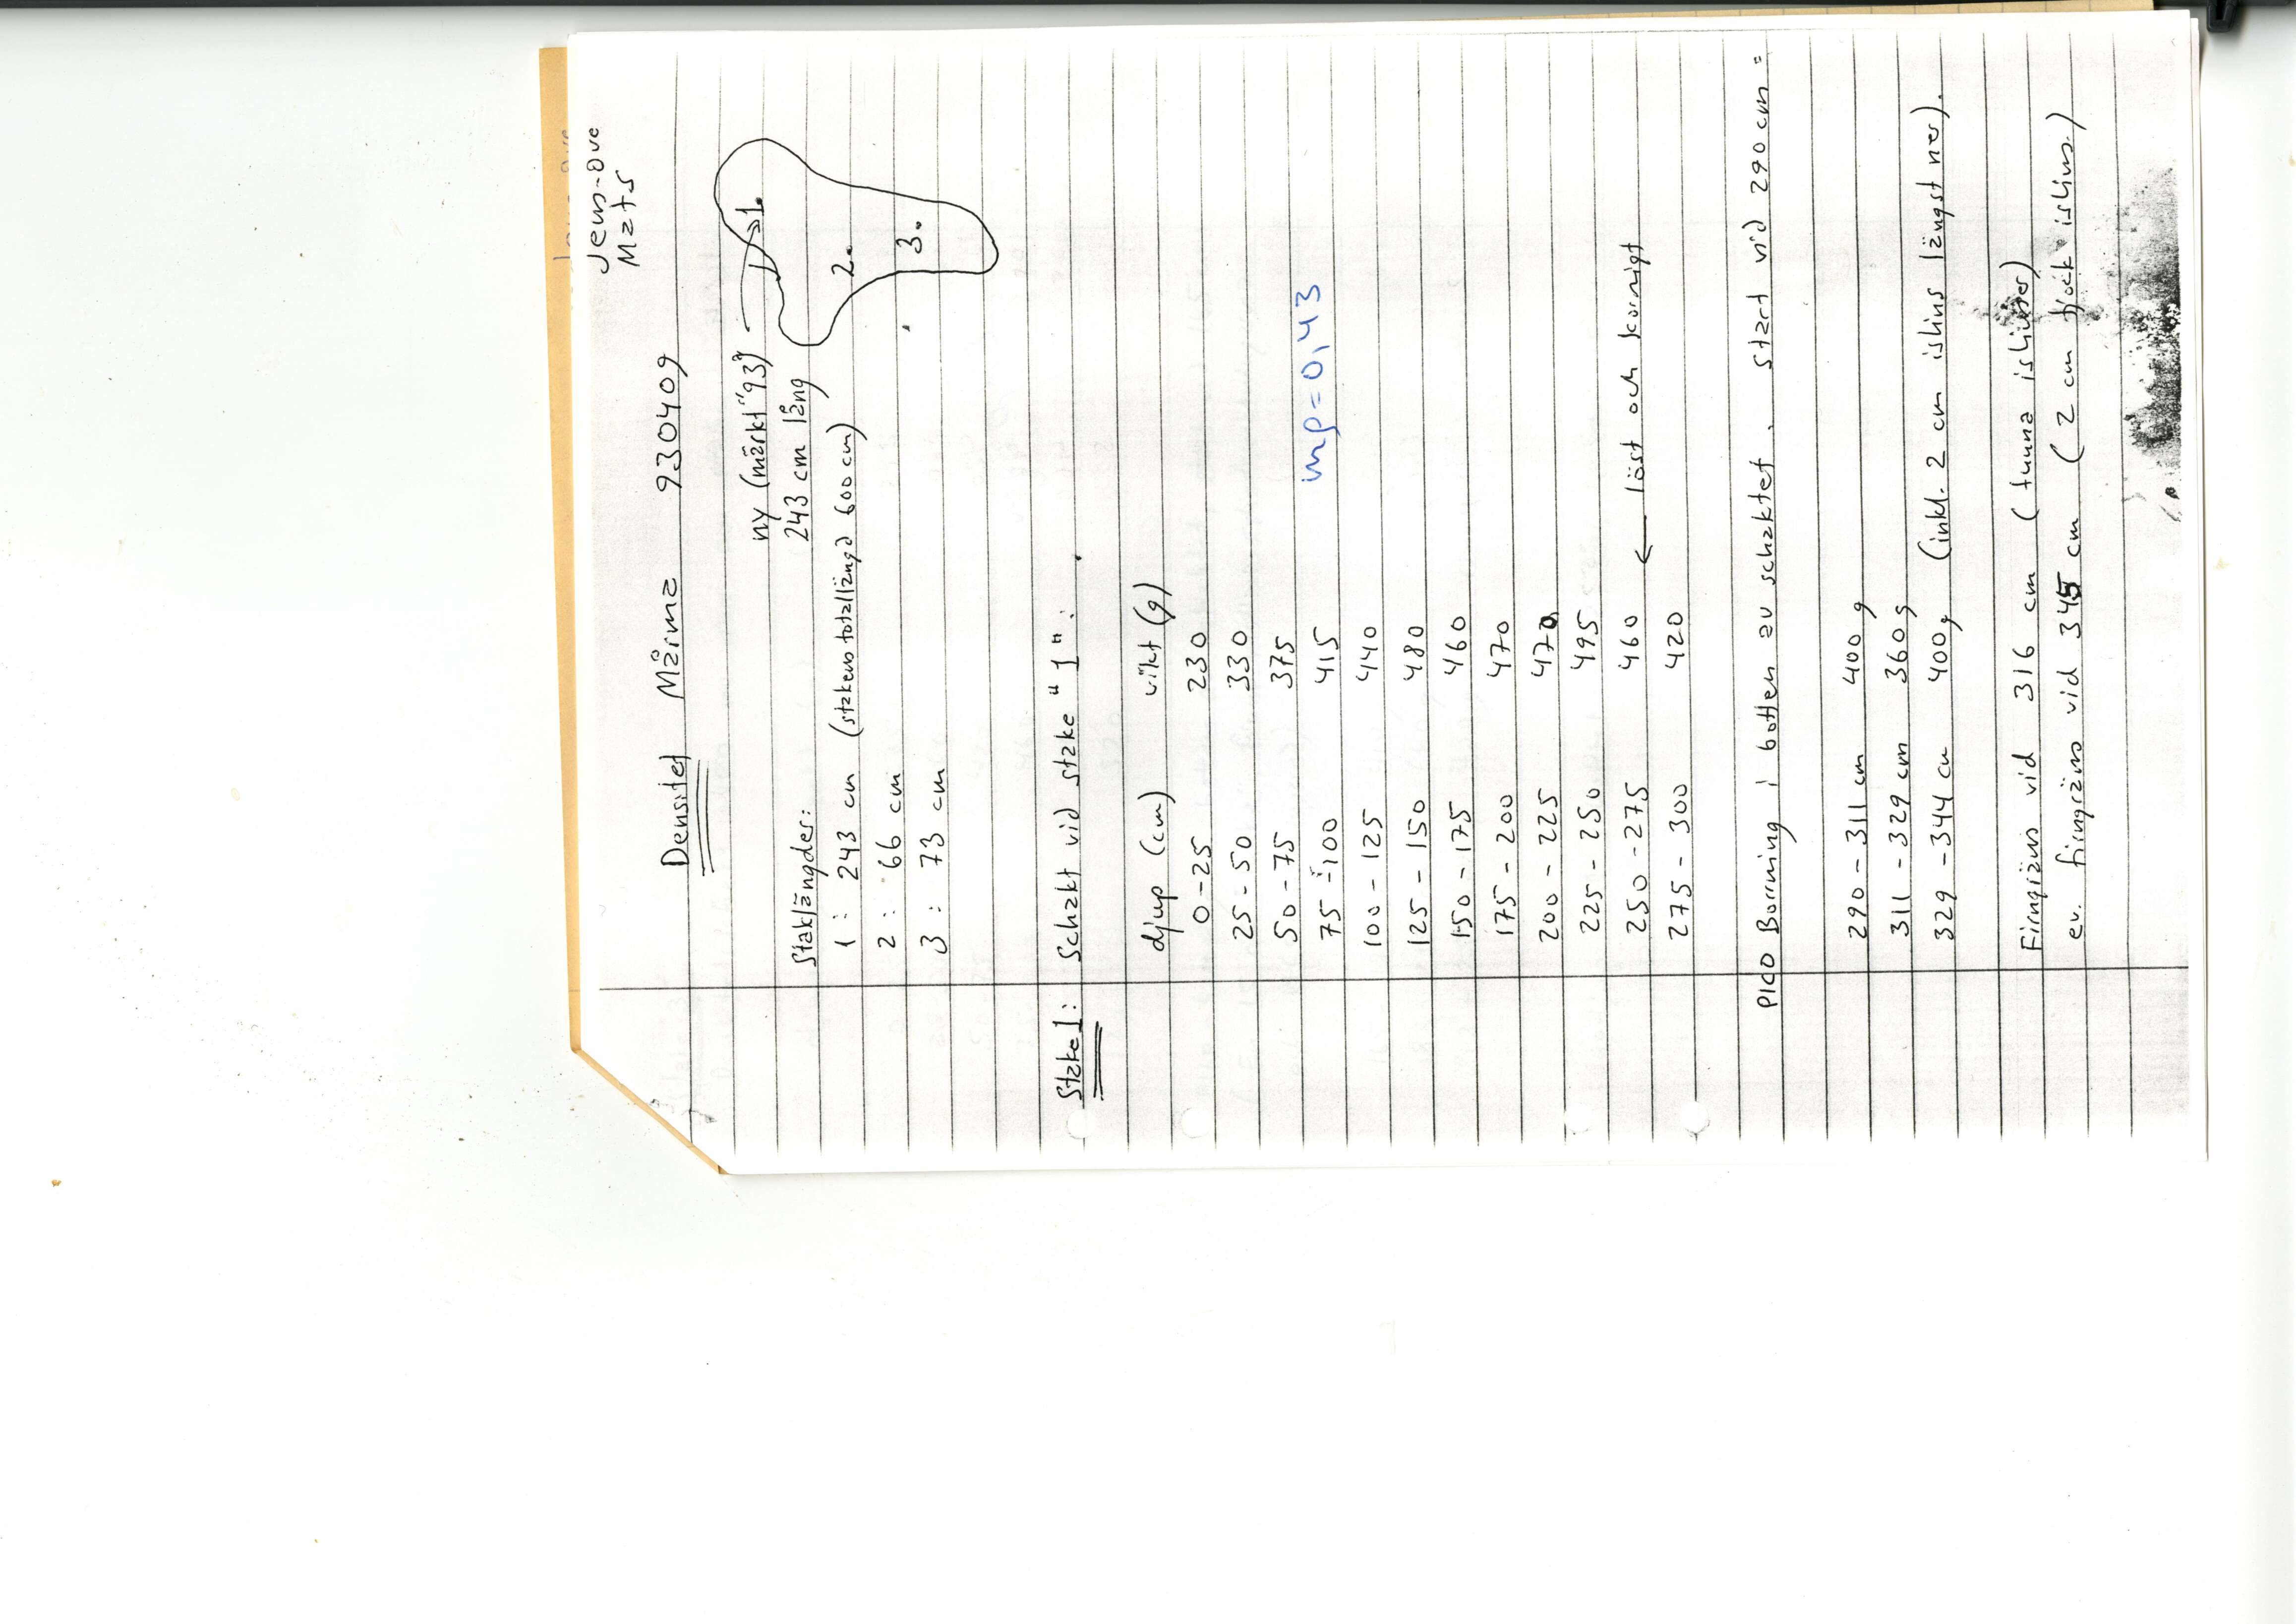 Jens-Ove
Mats
Densitet Mårma 930409
ny (märkt "93")
243 cm lång
1.
2.
3.
Staklängder:
1 : 243 cm (stakens totallängd 600 cm)
2 : 66 cm
3 : 73 cm
Stake 1: Schakt vid stake "1":
djup (cm) vikt (g)
0-25 230
25-50 330
50-75 375
75-100 415
mρ=0,43
100-125 440
125-150 480
150-175 460
175-200 470
200-225 470
225-250 495
250-275 460 ← löst och kornigt
275-300 420
PICO Borrning i botten av schaktet. Start vid 290 cm =
290-311 cm 400 g
311-329 cm 360 g
329-344 cm 400 g (inkl. 2 cm islins längst ner).
Firngräns vid 316 cm (tunna islinser)
ev. firngräns vid 345 cm (2 cm tjock islins.)